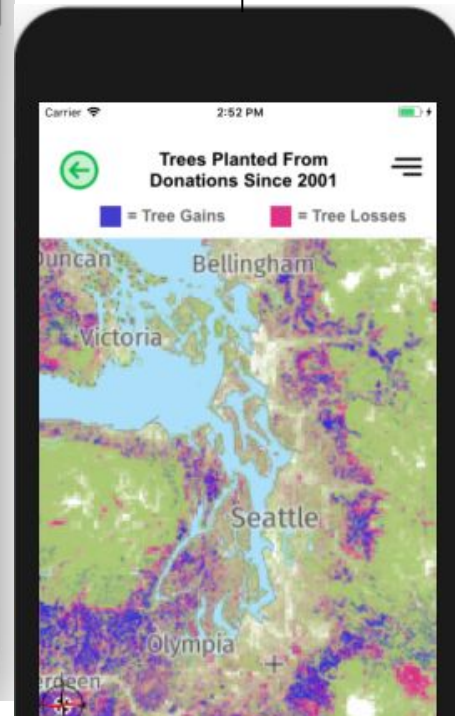 Carrier 2:52 PM
Trees Planted From
Donations Since 2001
= Tree Gains = Tree Losses
Duncan
Bellingham
Victoria
Seattle
Olympia
erdeen